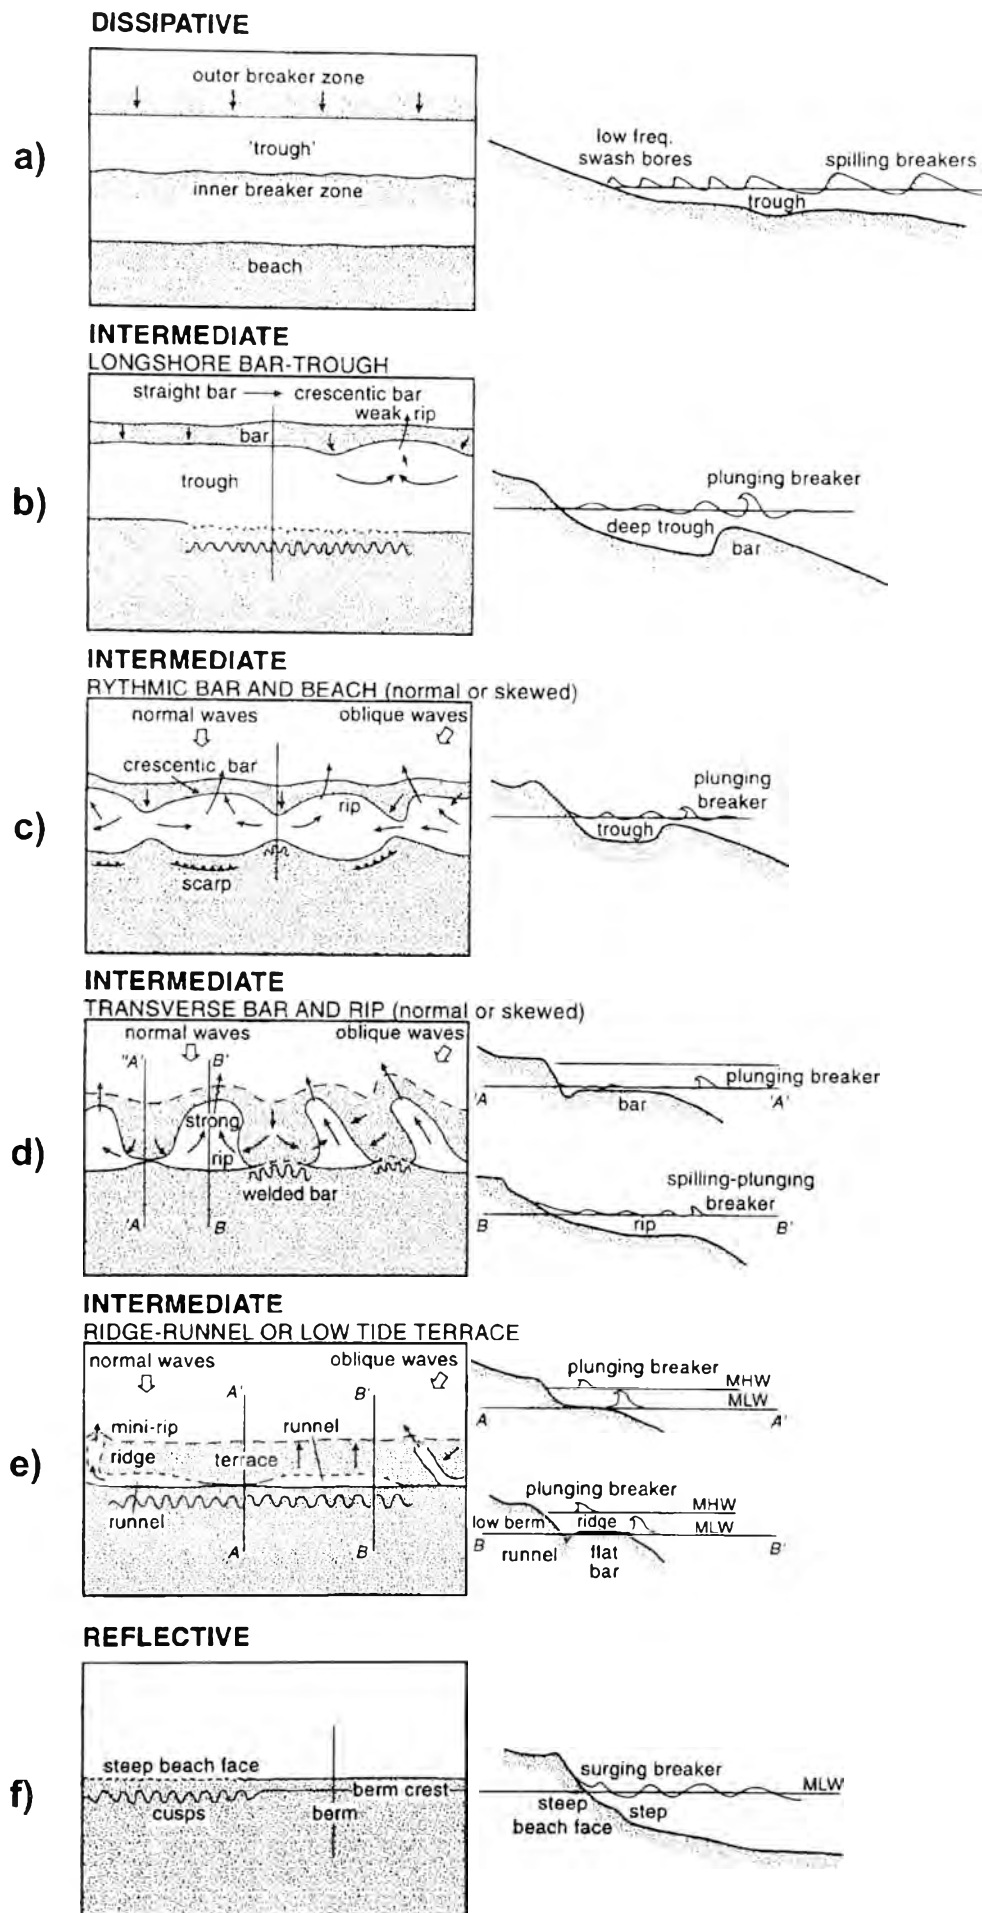 DISSIPATIVE
a)
outer breaker zone
'trough'
inner breaker zone
beach
low freq.
swash bores
spilling breakers
trough
INTERMEDIATE
LONGSHORE BAR-TROUGH
b)
straight bar
crescentic bar
weak rip
bar
trough
plunging breaker
deep trough
bar
INTERMEDIATE
RYTHMIC BAR AND BEACH (normal or skewed)
c)
normal waves
oblique waves
crescentic bar
rip
scarp
plunging
breaker
trough
INTERMEDIATE
TRANSVERSE BAR AND RIP (normal or skewed)
d)
normal waves
oblique waves
"A'
B'
strong
rip
welded bar
'A
B
plunging breaker
'A
bar
'A'
spilling-plunging
breaker
B
rip
B'
INTERMEDIATE
RIDGE-RUNNEL OR LOW TIDE TERRACE
e)
normal waves
oblique waves
A'
B'
mini-rip
runnel
ridge
terrace
runnel
A
B
plunging breaker
MHW
MLW
A
A'
plunging breaker
MHW
low berm
ridge
MLW
B
B'
runnel
flat
bar
REFLECTIVE
f)
steep beach face
berm crest
cusps
berm
surging breaker
MLW
steep
beach face
step